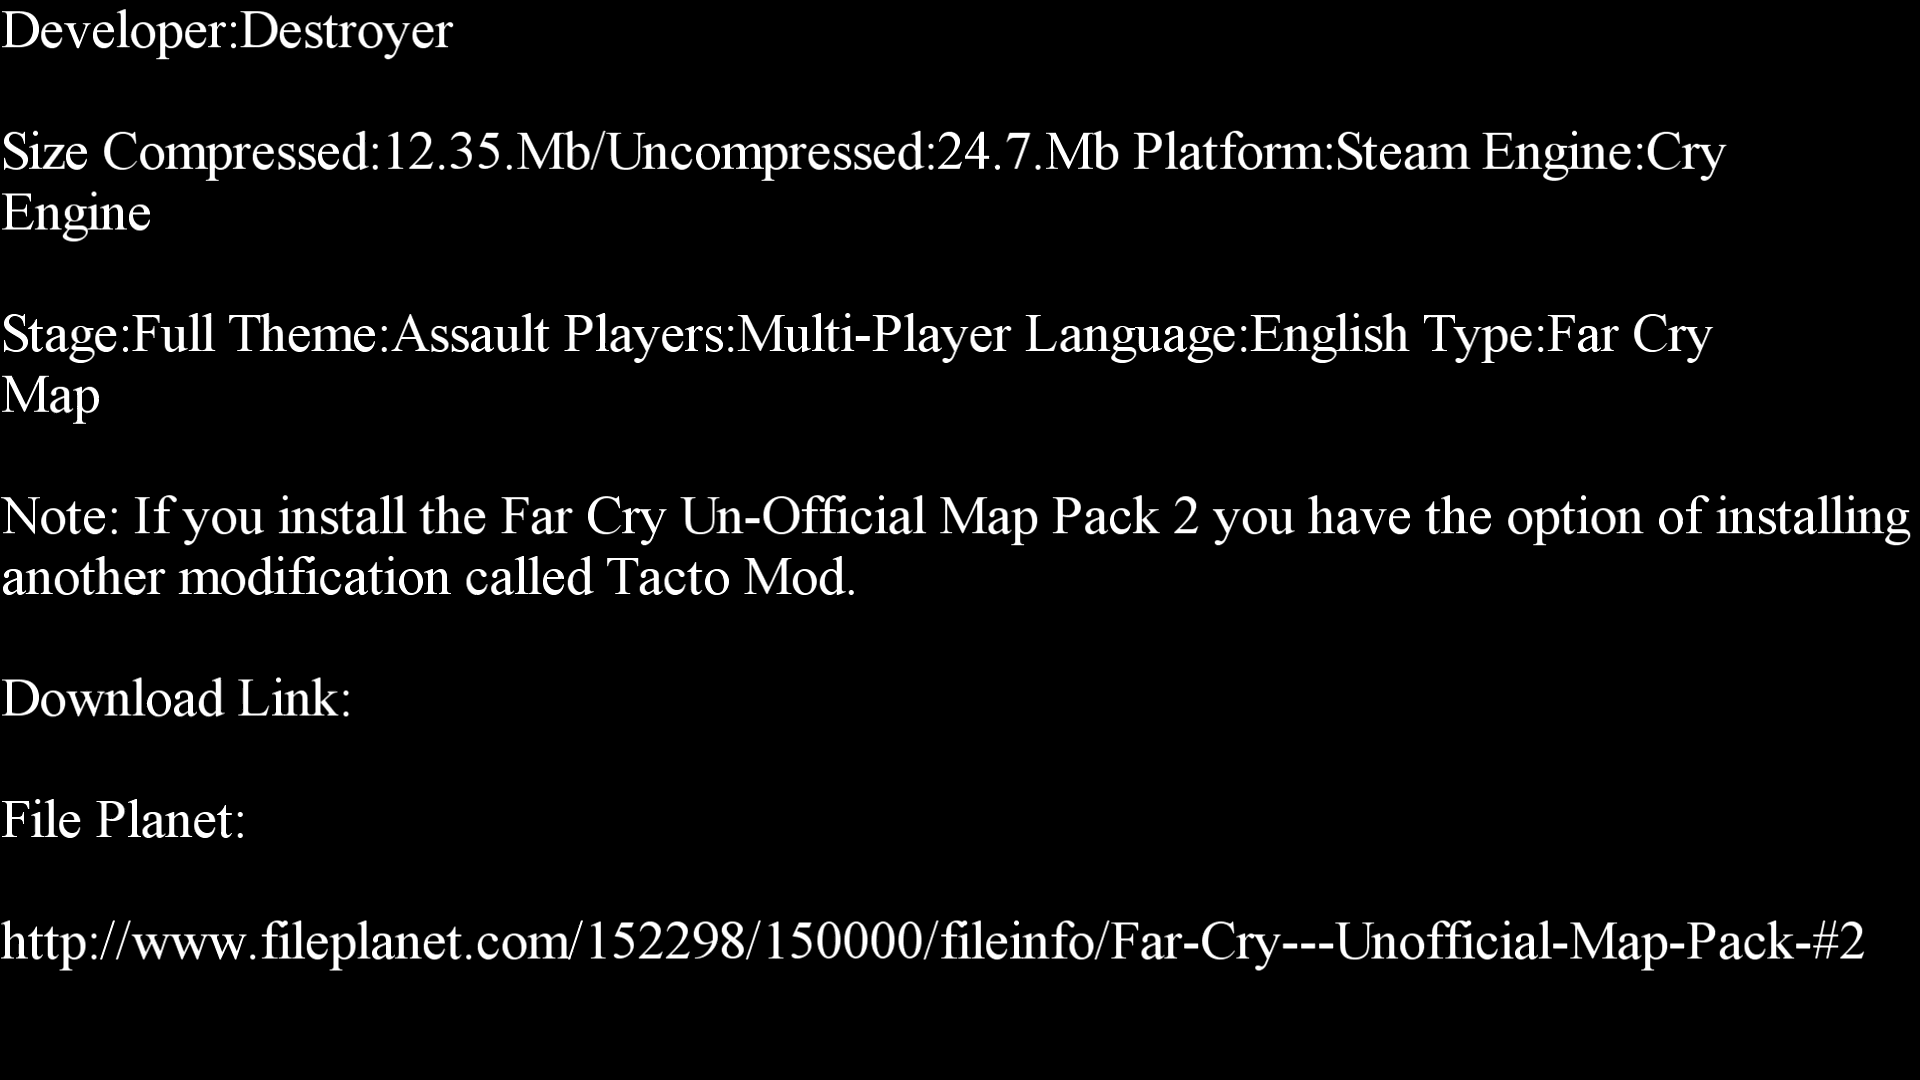 Developer:Destroyer
Size Compressed:12.35.Mb/Uncompressed:24.7.Mb Platform:Steam Engine:Cry
Engine
Stage:Full Theme:Assault Players:Multi-Player Language:English Type:Far Cry
Map
Note: If you install the Far Cry Un-Official Map Pack 2 you have the option of installing
another modification called Tacto Mod.
Download Link:
File Planet:
http://www.fileplanet.com/152298/150000/fileinfo/Far-Cry---Unofficial-Map-Pack-#2